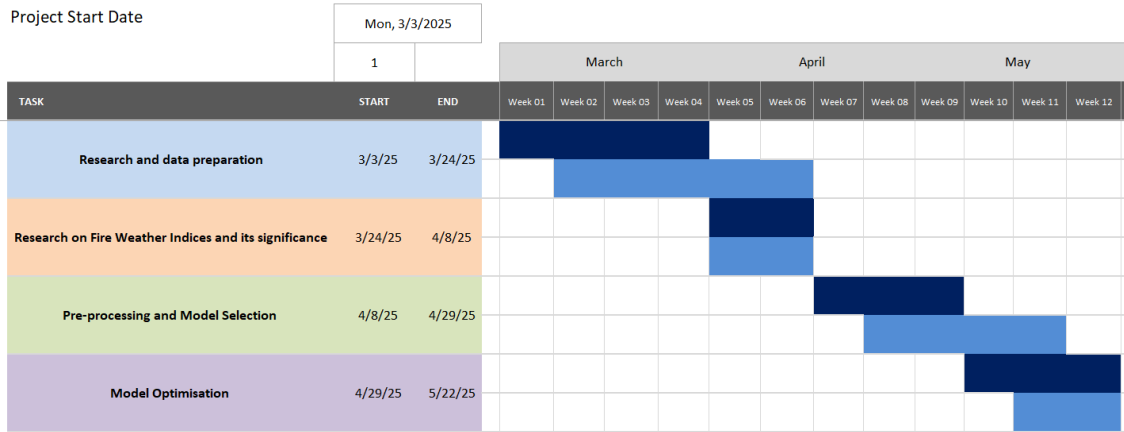 Project Start Date
Mon, 3/3/2025
1
March April May
TASK START END Week 01 Week 02 Week 03 Week 04 Week 05 Week 06 Week 07 Week 08 Week 09 Week 10 Week 11 Week 12
Research and data preparation 3/3/25 3/24/25
Research on Fire Weather Indices and its significance 3/24/25 4/8/25
Pre-processing and Model Selection 4/8/25 4/29/25
Model Optimisation 4/29/25 5/22/25